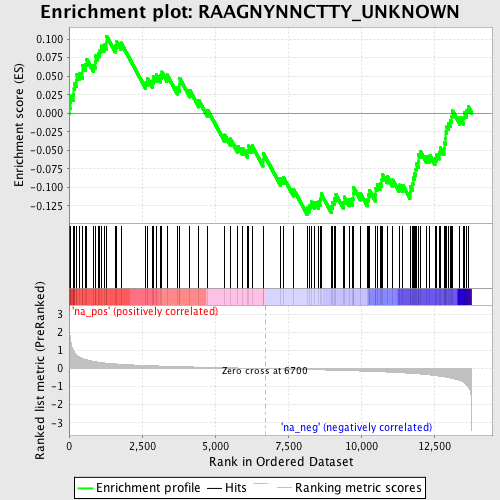 Enrichment plot: RAAGNYNNCTTY_UNKNOWN
Enrichment score (ES)
0.100
0.075
0.050
0.025
0.000
-0.025
-0.050
-0.075
-0.100
-0.125
'na_pos' (positively correlated)
Ranked list metric (PreRanked)
3
2
1
0
-1
-2
-3
Zero cross at 6700
'na_neg' (negatively correlated)
0
2,500
5,000
7,500
10,000
12,500
Rank in Ordered Dataset
Enrichment profile
Hits
Ranking metric scores